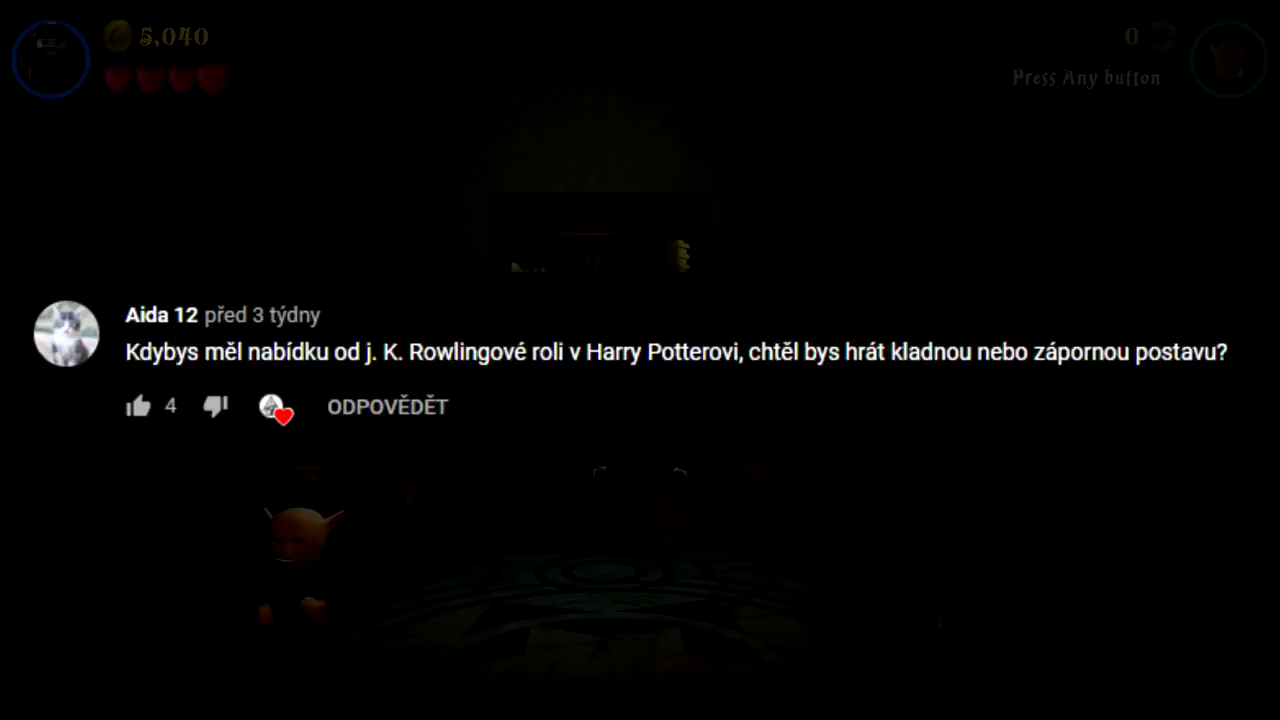 5,040
0
Press Any button
Aida 12 před 3 týdny
Kdybys měl nabídku od j. K. Rowlingové roli v Harry Potterovi, chtěl bys hrát kladnou nebo zápornou postavu?
4
ODPOVĚDĚT